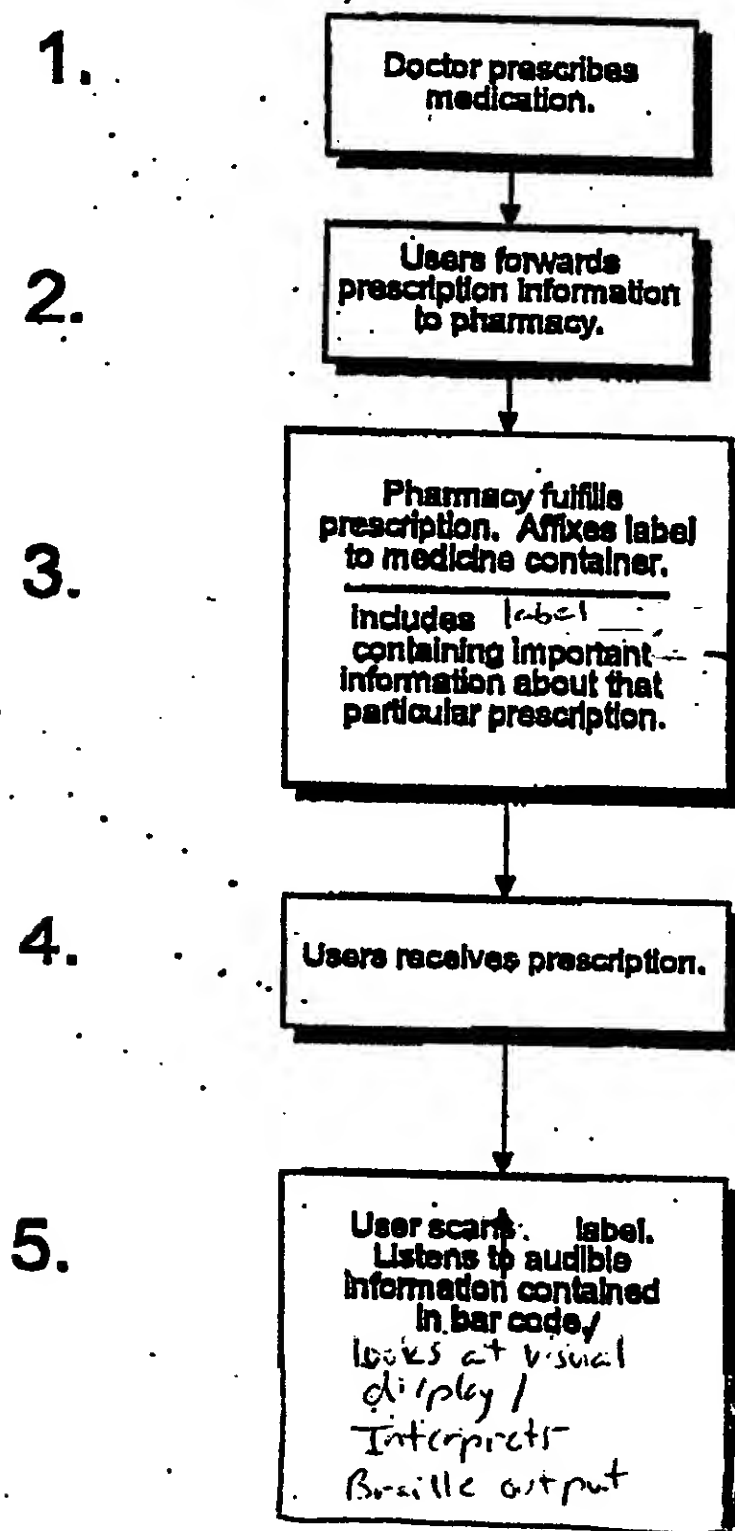 1.
Doctor prescribes
medication.
2.
Users forwards
prescription information
to pharmacy.
3.
Pharmacy fulfills
prescription. Affixes label
to medicine container.
includes label
containing important
information about that
particular prescription.
4.
Users receives prescription.
5.
User scans label.
Listens to audible
information contained
in bar code/
looks at visual
display /
Interprets
Braille output